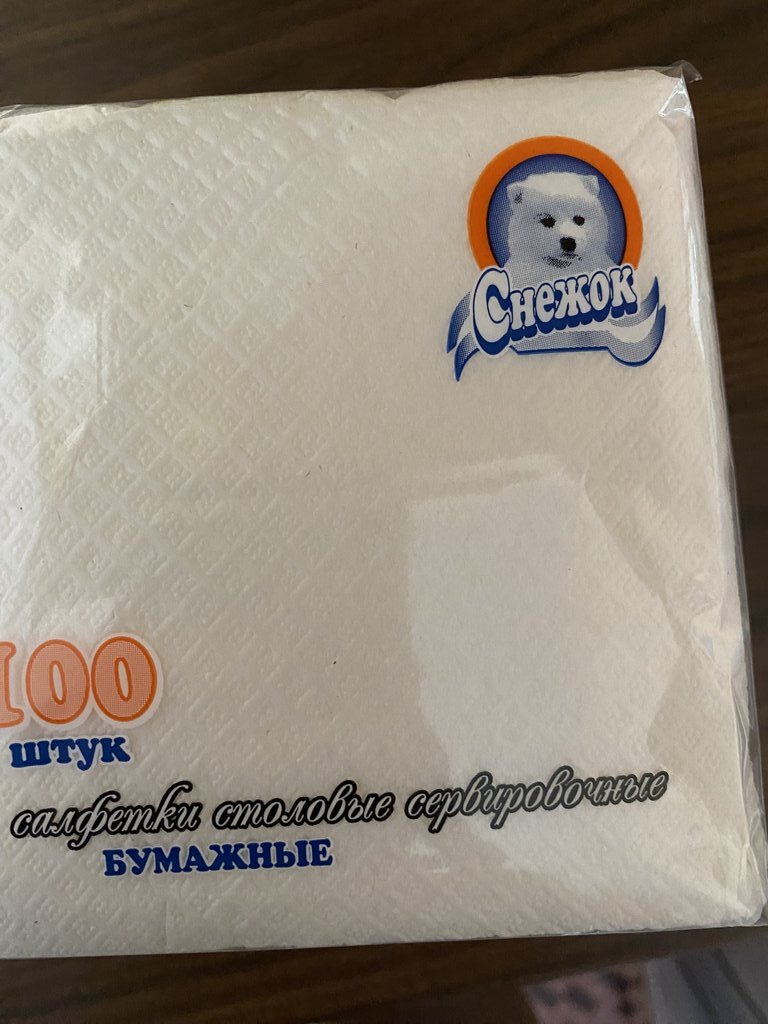 Снежок
100
штук
салфетки столовые сервировочные
БУМАЖНЫЕ